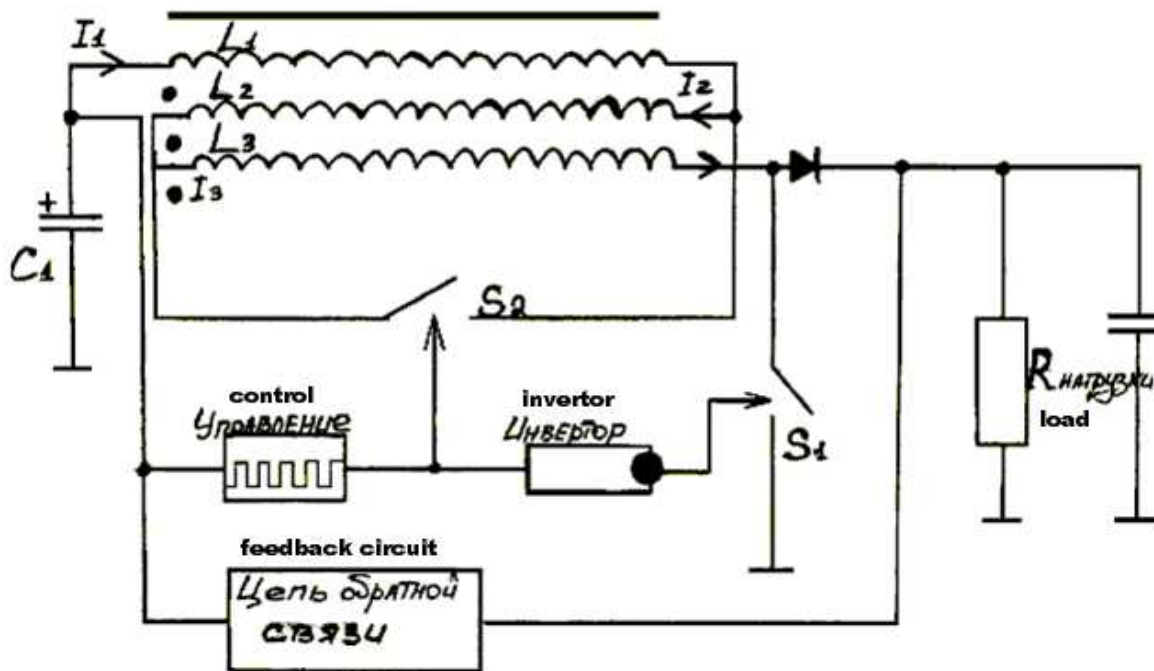 I1
L1
L2
I2
L3
I3
+
C1
S2
control
Управление
invertor
Инвертор
S1
R нагрузки
load
feedback circuit
Цепь обратной
связи